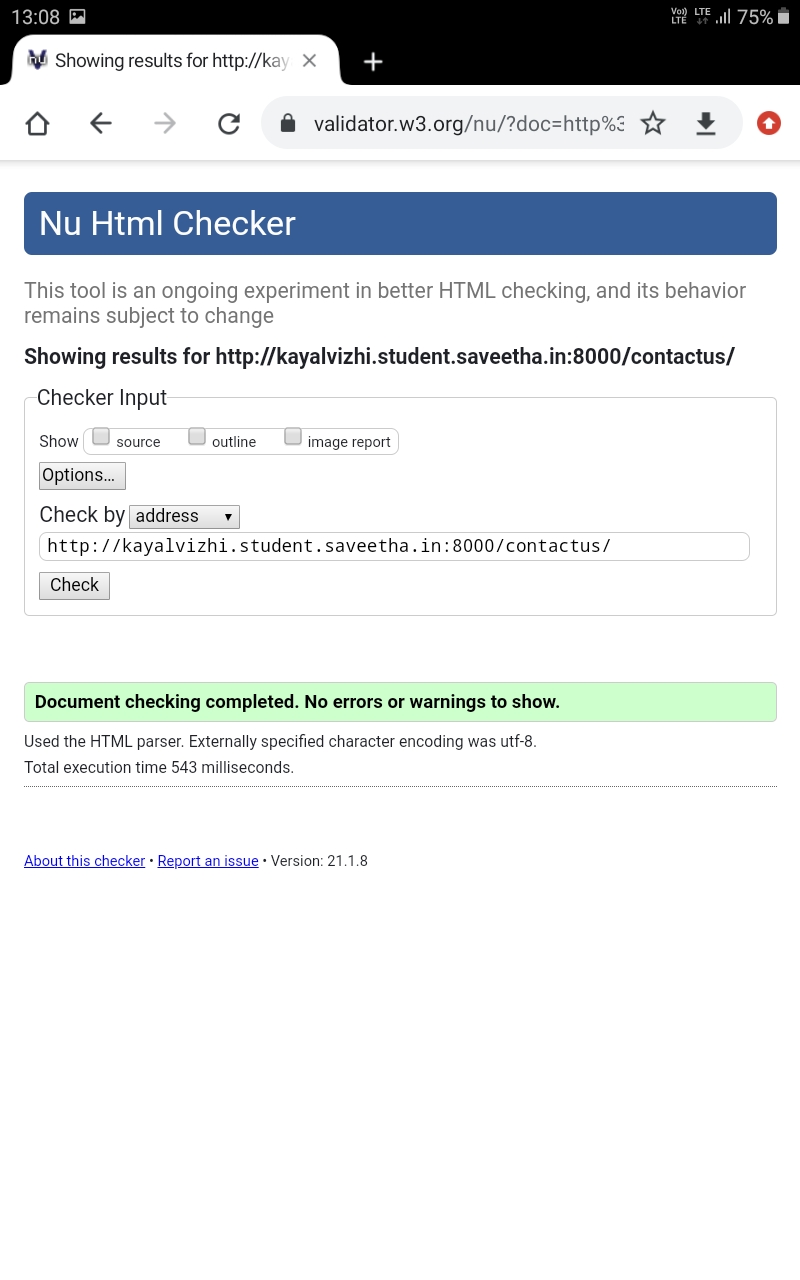 13:08
Vo)) LTE LTE 75%
Showing results for http://kay
validator.w3.org/nu/?doc=http%3
Nu Html Checker
This tool is an ongoing experiment in better HTML checking, and its behavior
remains subject to change
Showing results for http://kayalvizhi.student.saveetha.in:8000/contactus/
Checker Input
Show source outline image report
Options...
Check by address
http://kayalvizhi.student.saveetha.in:8000/contactus/
Check
Document checking completed. No errors or warnings to show.
Used the HTML parser. Externally specified character encoding was utf-8.
Total execution time 543 milliseconds.
About this checker • Report an issue • Version: 21.1.8